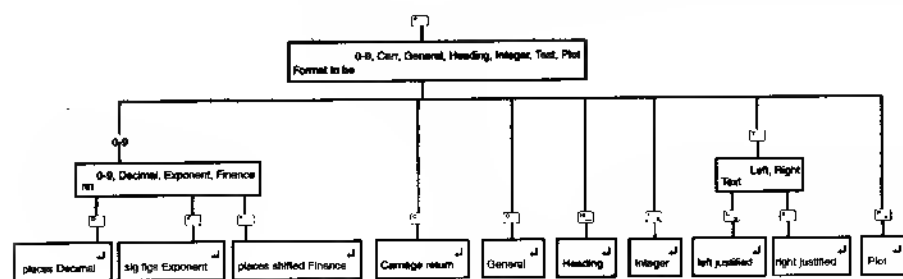 0-9, Carr, General, Heading, Integer, Text, Plot
Format to be
0-9
0-9, Decimal, Exponent, Finance
nn
Left, Right
Text
places Decimal
sig figs Exponent
places shifted Finance
Carriage return
General
Heading
Integer
left justified
right justified
Plot